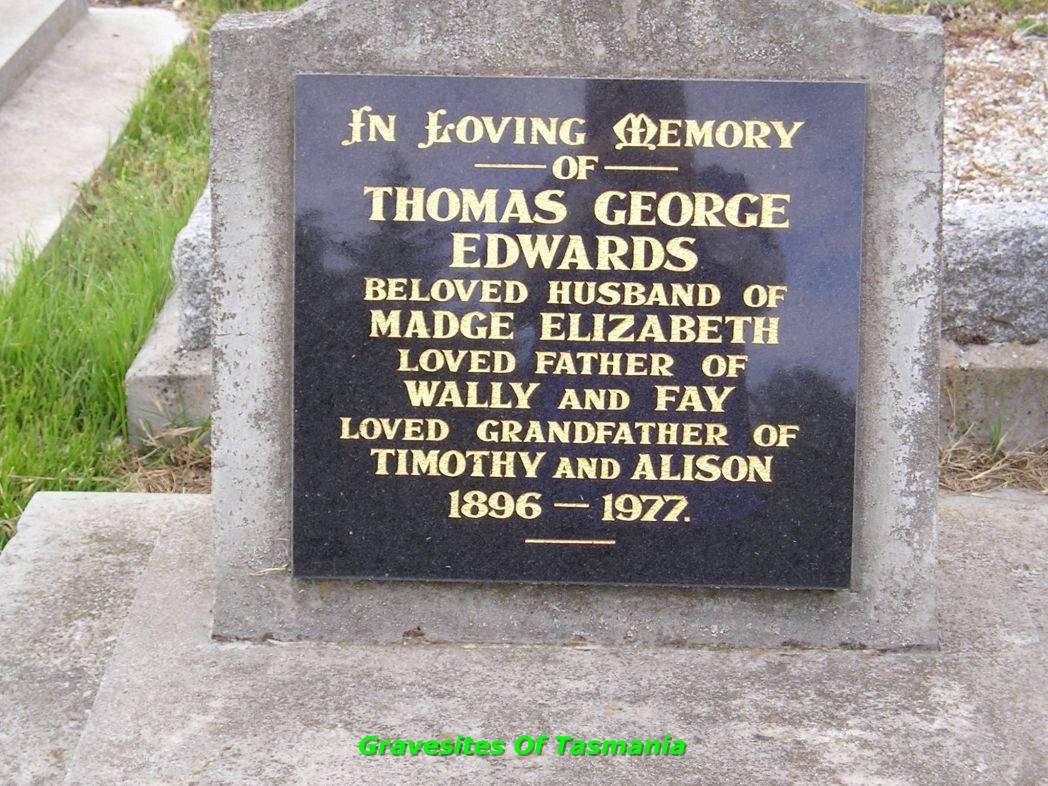 In Loving Memory
— OF —
THOMAS GEORGE
EDWARDS
BELOVED HUSBAND OF
MADGE ELIZABETH
LOVED FATHER OF
WALLY AND FAY
LOVED GRANDFATHER OF
TIMOTHY AND ALISON
1896 — 1977.
Gravesites Of Tasmania